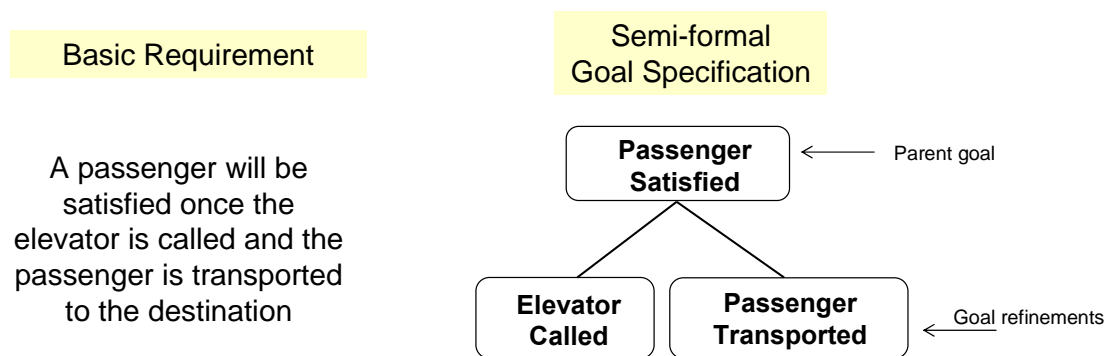 Basic Requirement
Semi-formal
Goal Specification
A passenger will be
satisfied once the
elevator is called and the
passenger is transported
to the destination
Passenger
Satisfied
Parent goal
Elevator
Called
Passenger
Transported
Goal refinements